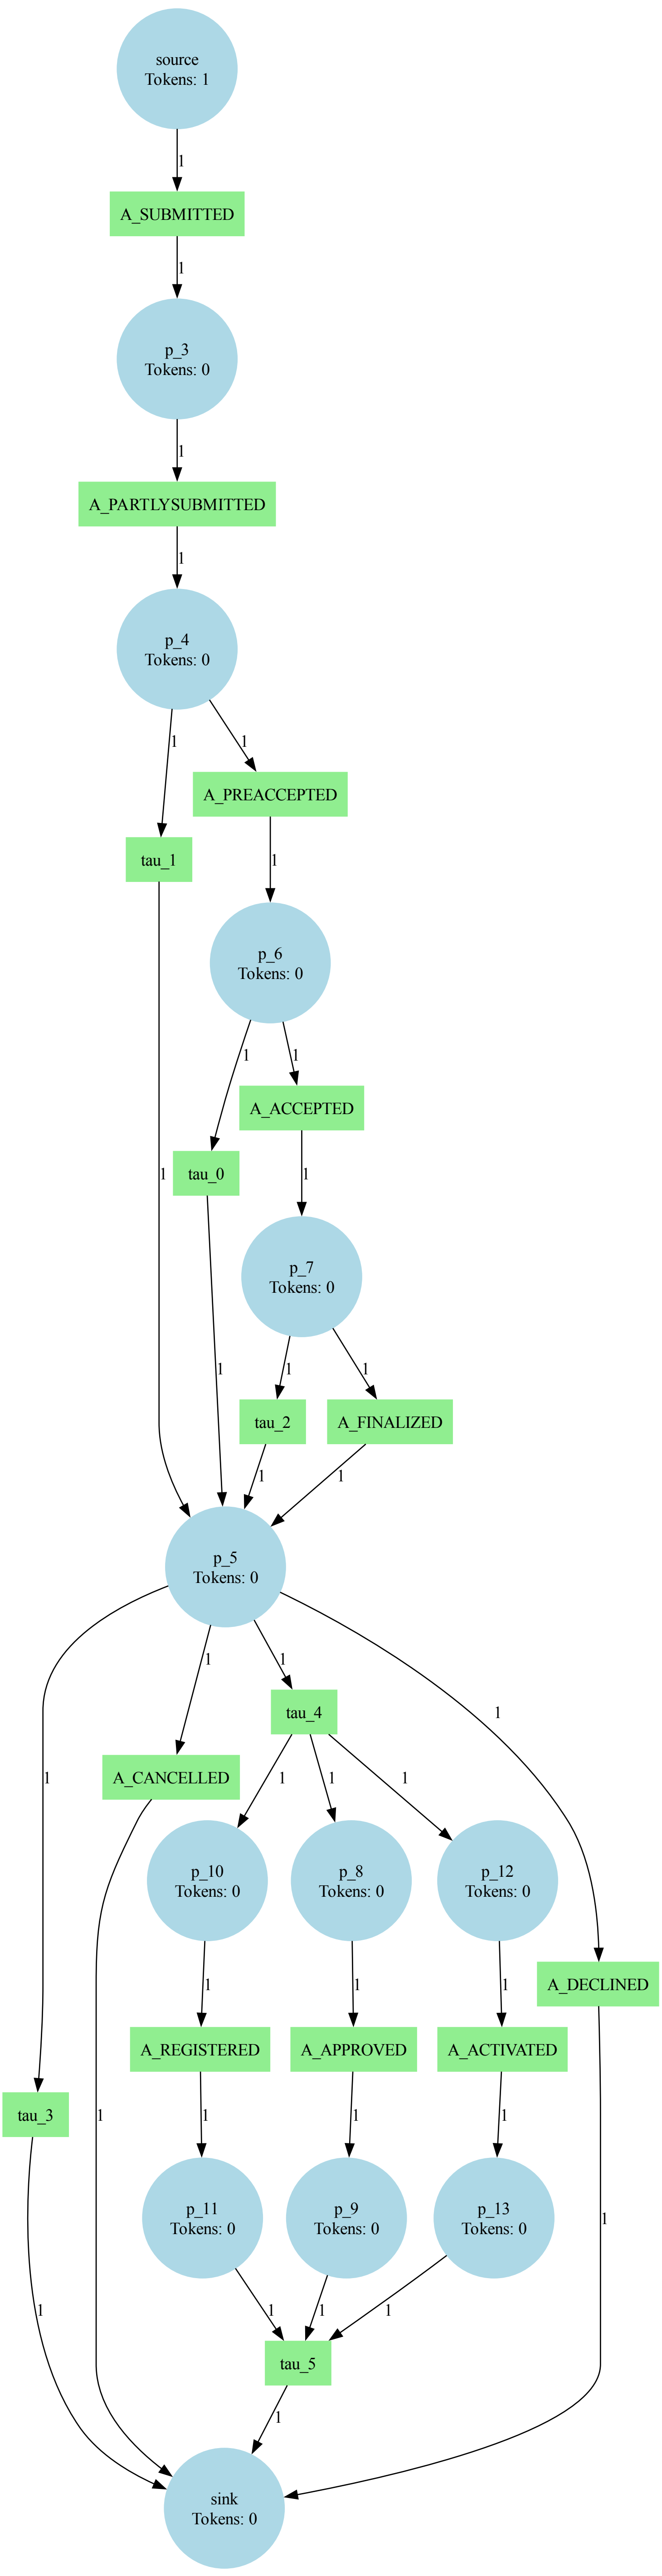 source
Tokens: 1
1
A_SUBMITTED
1
p_3
Tokens: 0
1
A_PARTLYSUBMITTED
1
p_4
Tokens: 0
1
1
A_PREACCEPTED
tau_1
1
p_6
Tokens: 0
1
1
A_ACCEPTED
tau_0
1
1
p_7
Tokens: 0
1
1
1
tau_2
A_FINALIZED
1
1
p_5
Tokens: 0
1
1
1
tau_4
1
A_CANCELLED
1
1
1
p_10
Tokens: 0
p_8
Tokens: 0
p_12
Tokens: 0
1
1
1
A_DECLINED
A_REGISTERED
A_APPROVED
A_ACTIVATED
tau_3
1
1
1
1
p_11
Tokens: 0
p_9
Tokens: 0
p_13
Tokens: 0
1
1
1
1
1
tau_5
1
sink
Tokens: 0